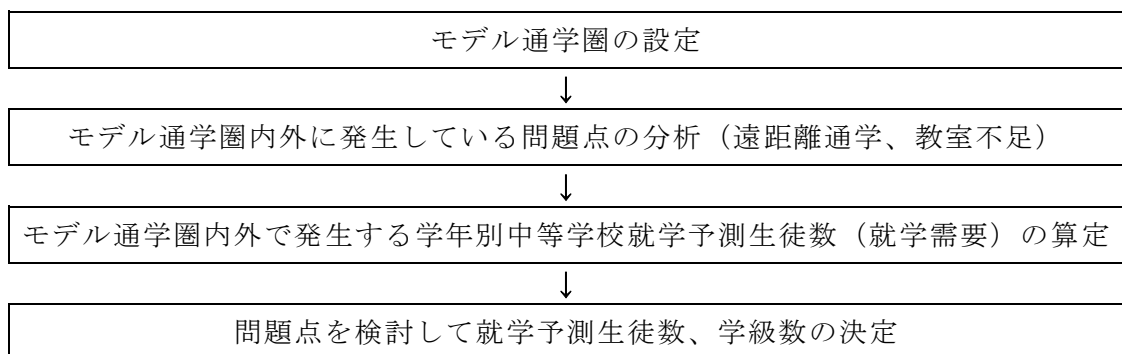 モデル通学圏の設定
↓
モデル通学圏内外に発生している問題点の分析（遠距離通学、教室不足）
↓
モデル通学圏内外で発生する学年別中等学校就学予測生徒数（就学需要）の算定
↓
問題点を検討して就学予測生徒数、学級数の決定